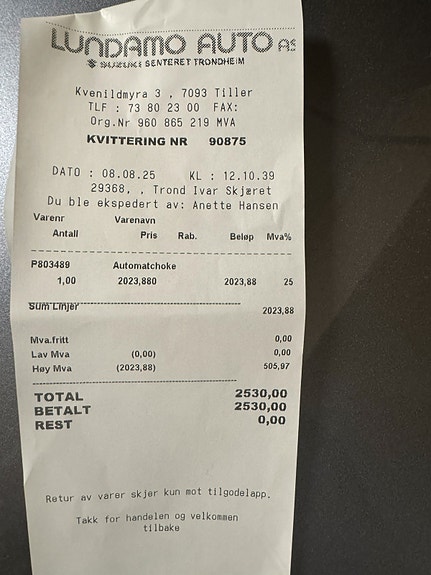 LUNDAMO AUTO AS
SUZUKI SENTERET TRONDHEIM
Kvenildmyra 3 , 7093 Tiller
TLF : 73 80 23 00 FAX:
Org.Nr 960 865 219 MVA
KVITTERING NR 90875
DATO : 08.08.25 KL : 12.10.39
29368, , Trond Ivar Skjæret
Du ble ekspedert av: Anette Hansen
Varenr Varenavn
Antall Pris Rab. Beløp Mva%
P803489 Automatchoke
1,00 2023,880 2023,88 25
Sum Linjer 2023,88
Mva.fritt 0,00
Lav Mva (0,00) 0,00
Høy Mva (2023,88) 505,97
TOTAL 2530,00
BETALT 2530,00
REST 0,00
Retur av varer skjer kun mot tilgodelapp.
Takk for handelen og velkommen
tilbake